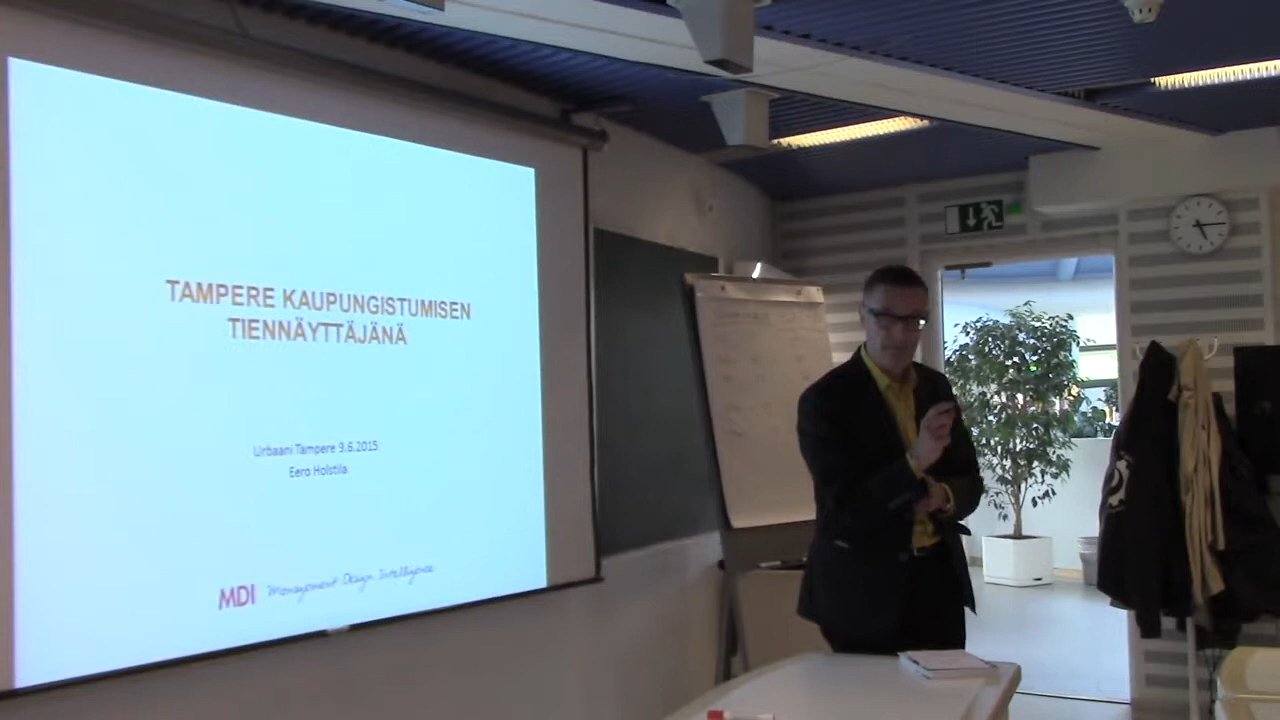 TAMPERE KAUPUNGISTUMISEN
TIENNÄYTTÄJÄNÄ
Urbaani Tampere 9.6.2015
Eero Holstila
MDI Management Design Intelligence